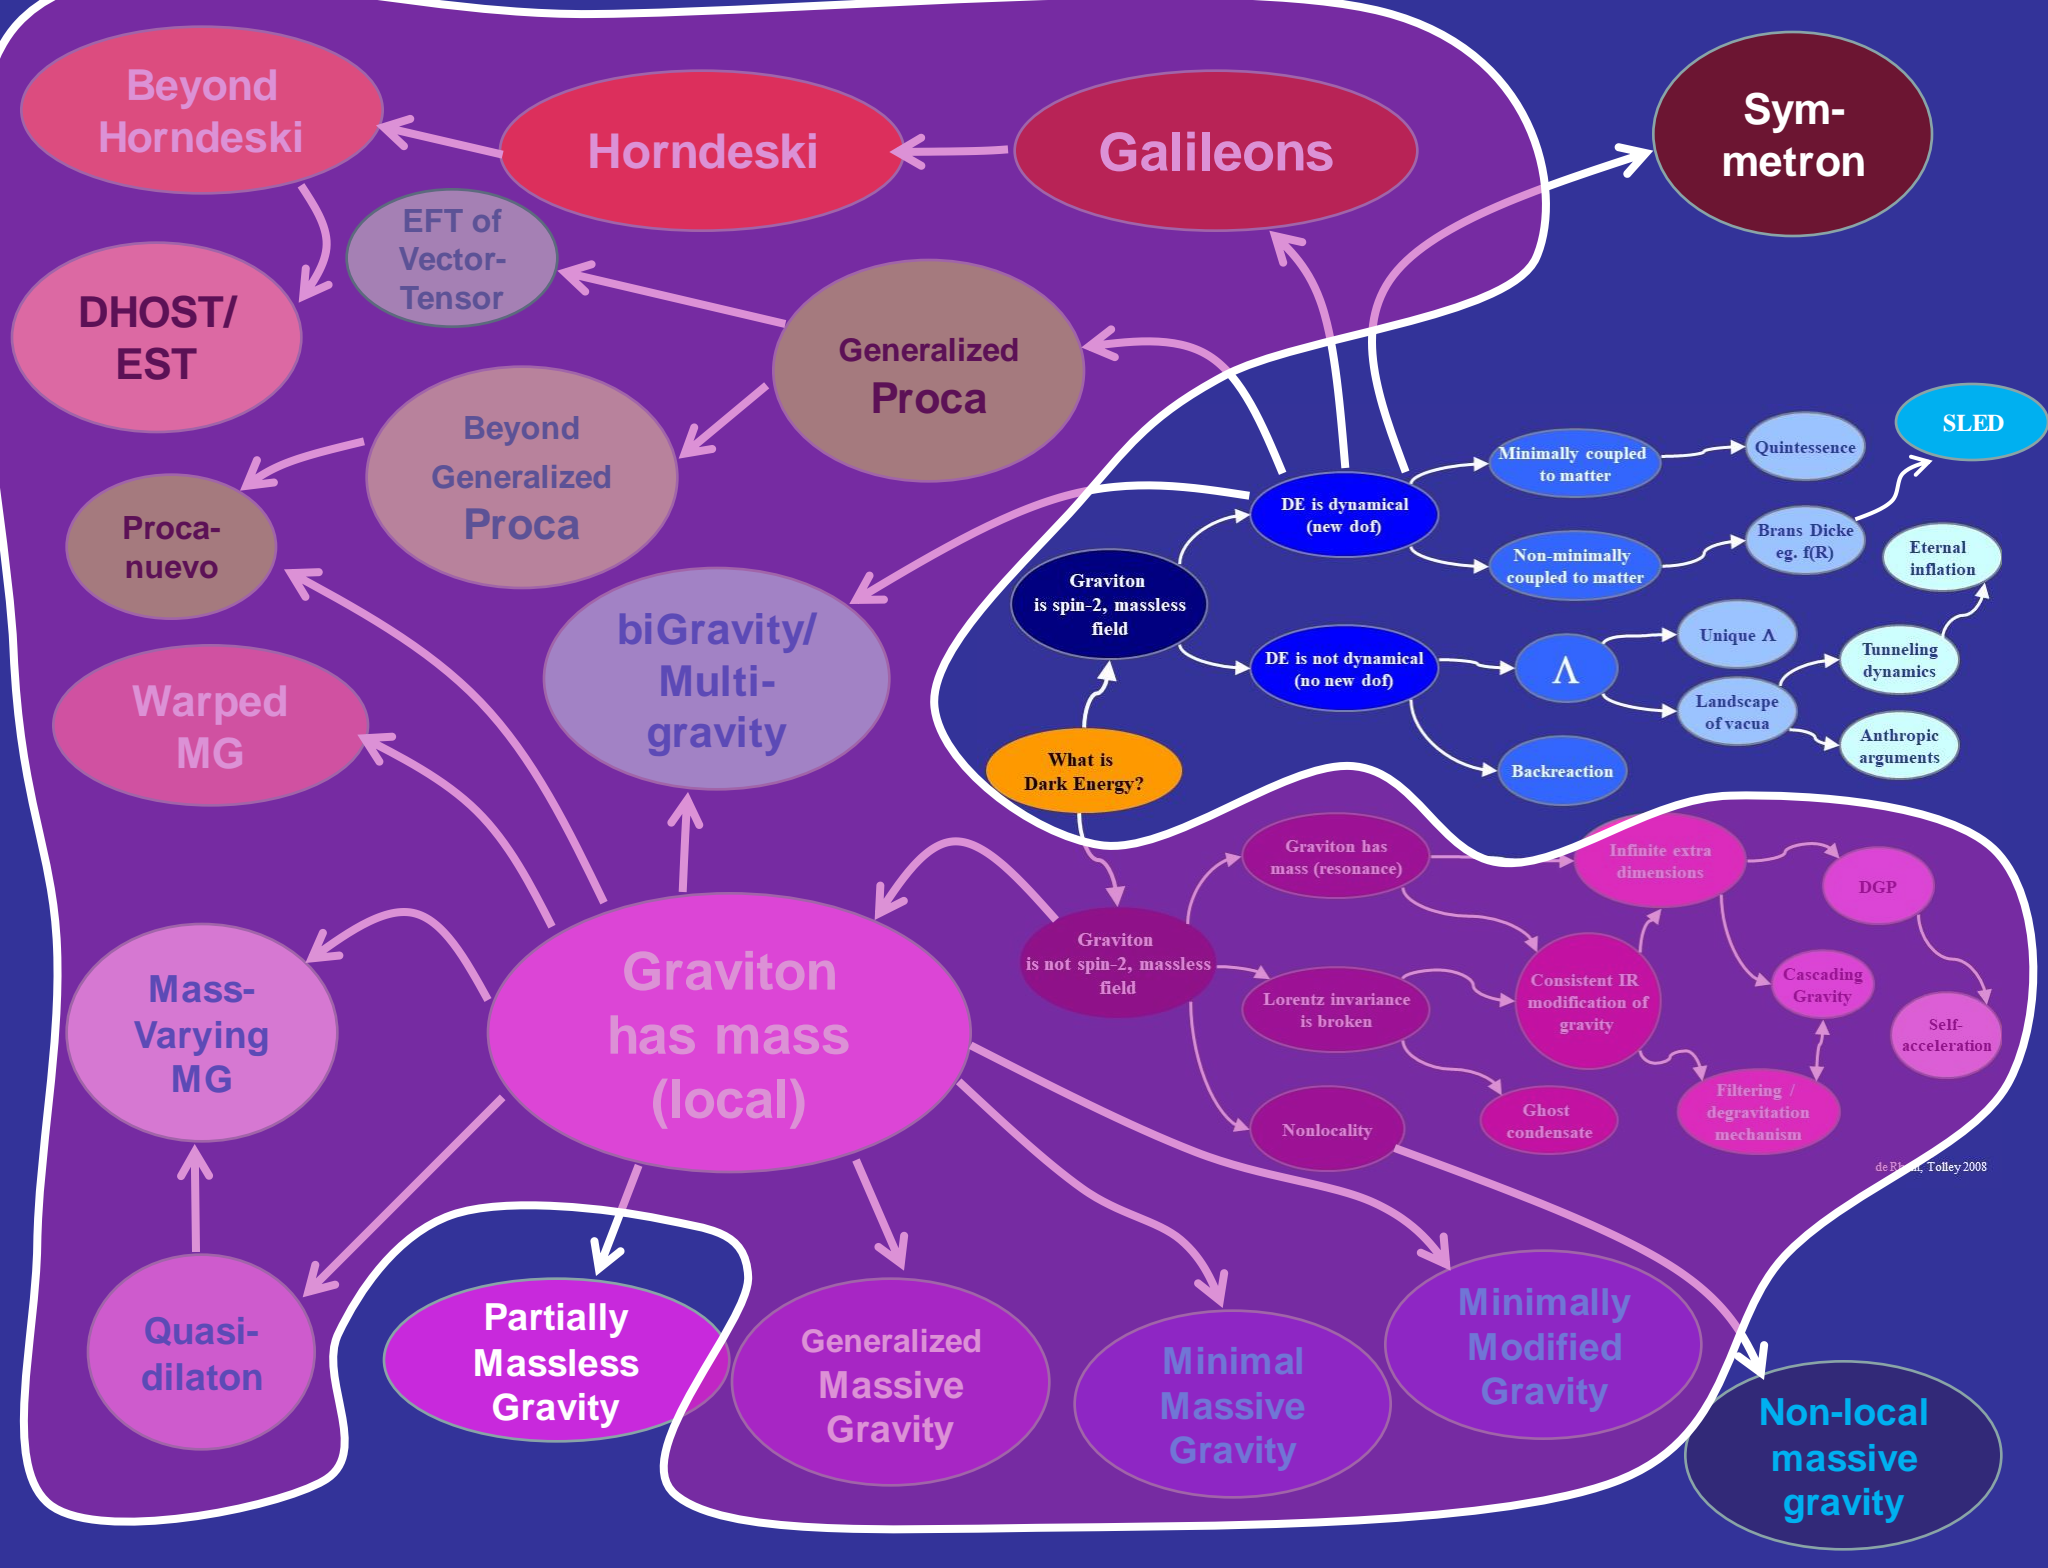 Beyond
Horndeski
Horndeski
Galileons
Sym-
metron
EFT of
Vector-
Tensor
DHOST/
EST
Generalized
Proca
Beyond
Generalized
Proca
Proca-
nuevo
Warped
MG
biGravity/
Multi-
gravity
SLED
Minimally coupled
to matter
Quintessence
DE is dynamical
(new dof)
Non-minimally
coupled to matter
Brans Dicke
eg. f(R)
Eternal
inflation
Graviton
is spin-2, massless
field
DE is not dynamical
(no new dof)
Λ
Unique Λ
Landscape
of vacua
Tunneling
dynamics
Anthropic
arguments
Backreaction
What is
Dark Energy?
Graviton has
mass (resonance)
Infinite extra
dimensions
DGP
Graviton
is not spin-2, massless
field
Lorentz invariance
is broken
Consistent IR
modification of
gravity
Cascading
Gravity
Self-
acceleration
Nonlocality
Ghost
condensate
Filtering /
degravitation
mechanism
de Rham, Tolley 2008
Mass-
Varying
MG
Graviton
has mass
(local)
Quasi-
dilaton
Partially
Massless
Gravity
Generalized
Massive
Gravity
Minimal
Massive
Gravity
Minimally
Modified
Gravity
Non-local
massive
gravity